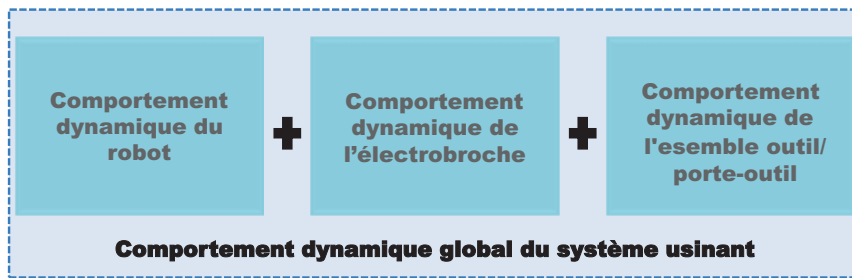 Comportement
dynamique du
robot
+
Comportement
dynamique de
l’électrobroche
+
Comportement
dynamique de
l'esemble outil/
porte-outil
Comportement dynamique global du système usinant